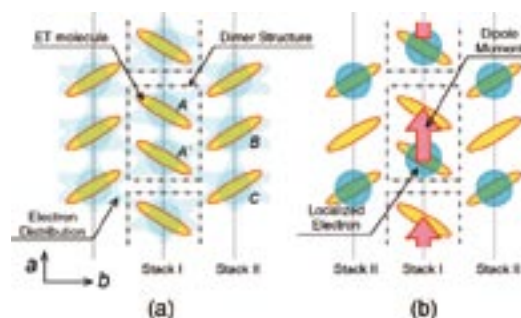 ET molecule
Dimer Structure
A
A'
B
C
Electron
Distribution
a
b
Stack I
Stack II
(a)
Dipole
Moment
Localized
Electron
Stack II
Stack I
Stack II
(b)